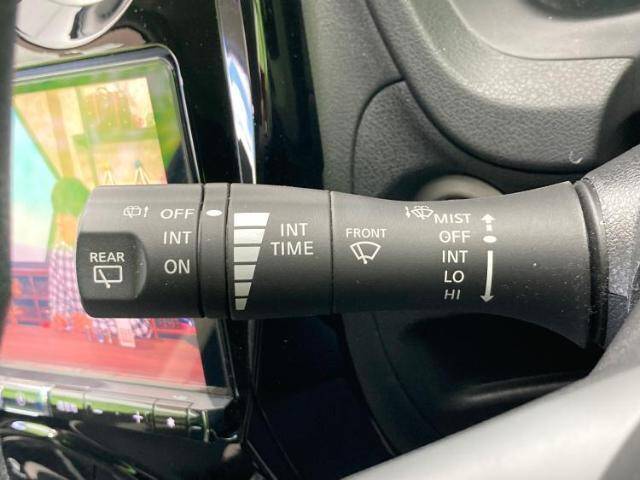 REAR
OFF
INT
ON
INT
TIME
FRONT
MIST
OFF
INT
LO
HI